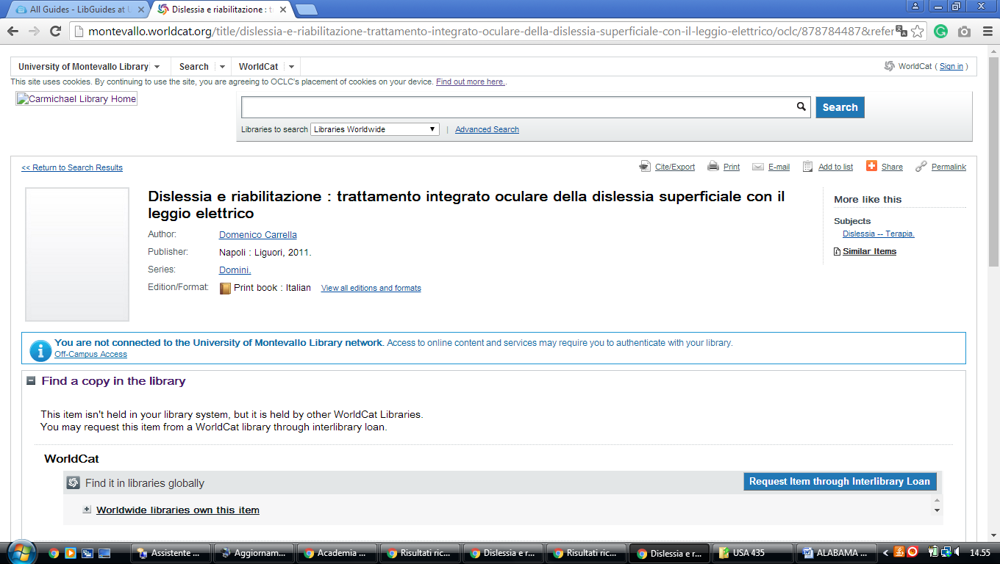 All Guides - LibGuides at U
Dislessia e riabilitazione : t
montevallo.worldcat.org/title/dislessia-e-riabilitazione-trattamento-integrato-oculare-della-dislessia-superficiale-con-il-leggio-elettrico/oclc/878784487&refer
University of Montevallo Library
Search
WorldCat
WorldCat ( Sign in )
This site uses cookies. By continuing to use the site, you are agreeing to OCLC's placement of cookies on your device. Find out more here..
Carmichael Library Home
Search
Libraries to search Libraries Worldwide | Advanced Search
<< Return to Search Results
Cite/Export Print E-mail Add to list Share Permalink
Dislessia e riabilitazione : trattamento integrato oculare della dislessia superficiale con il
leggio elettrico
Author: Domenico Carrella
Publisher: Napoli : Liguori, 2011.
Series: Domini.
Edition/Format: Print book : Italian View all editions and formats
More like this
Subjects
Dislessia -- Terapia.
Similar Items
You are not connected to the University of Montevallo Library network. Access to online content and services may require you to authenticate with your library.
Off-Campus Access
Find a copy in the library
This item isn't held in your library system, but it is held by other WorldCat Libraries.
You may request this item from a WorldCat library through interlibrary loan.
WorldCat
Find it in libraries globally
Request Item through Interlibrary Loan
Worldwide libraries own this item
Assistente ...
Aggiornam...
Academia ...
Risultati ric...
Dislessia e r...
Risultati ric...
Dislessia e r...
USA 435
ALABAMA ...
14.55